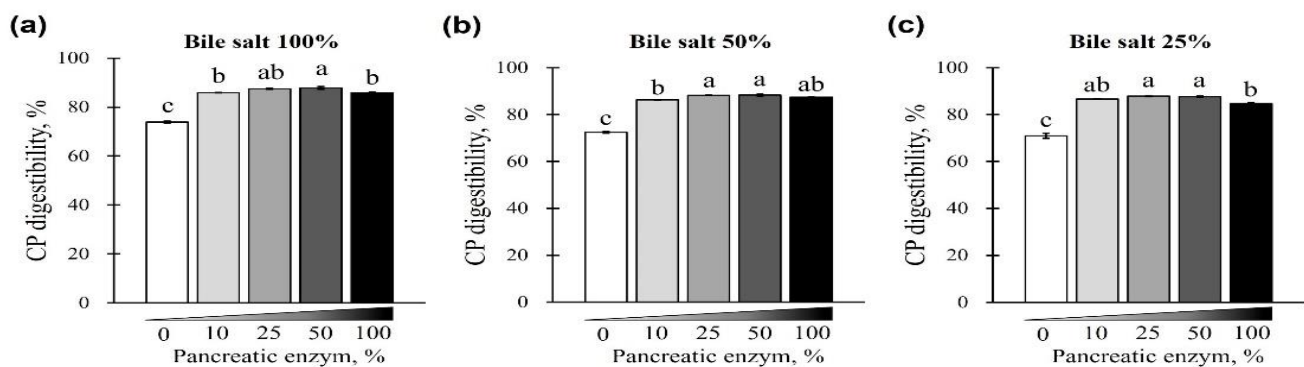 (a)
Bile salt 100%
CP digestibility, %
100
80
60
40
20
0
c
b
ab
a
b
0 10 25 50 100
Pancreatic enzym, %
(b)
Bile salt 50%
CP digestibility, %
100
80
60
40
20
0
c
b
a
a
ab
0 10 25 50 100
Pancreatic enzym, %
(c)
Bile salt 25%
CP digestibility, %
100
80
60
40
20
0
c
ab
a
a
b
0 10 25 50 100
Pancreatic enzym, %